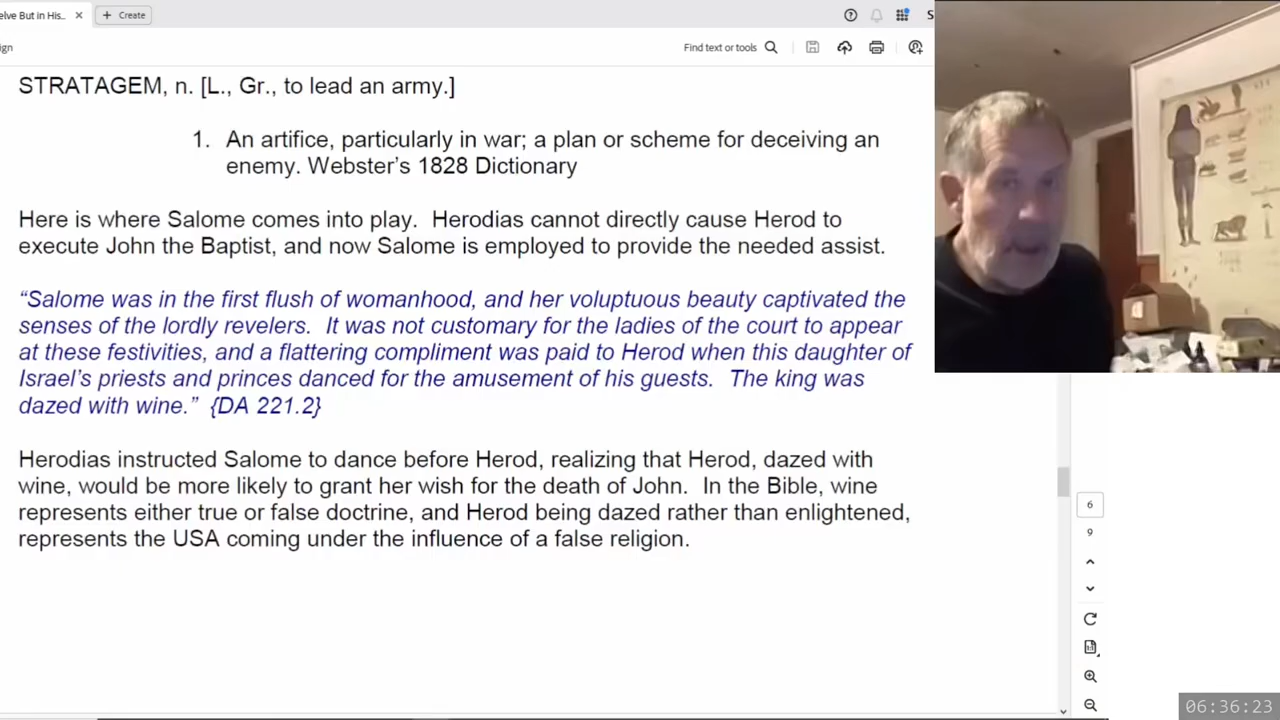 elve But in His..
Create
S
ign
Find text or tools
STRATAGEM, n. [L., Gr., to lead an army.]
1. An artifice, particularly in war; a plan or scheme for deceiving an
enemy. Webster's 1828 Dictionary
Here is where Salome comes into play. Herodias cannot directly cause Herod to
execute John the Baptist, and now Salome is employed to provide the needed assist.
“Salome was in the first flush of womanhood, and her voluptuous beauty captivated the
senses of the lordly revelers. It was not customary for the ladies of the court to appear
at these festivities, and a flattering compliment was paid to Herod when this daughter of
Israel's priests and princes danced for the amusement of his guests. The king was
dazed with wine.” {DA 221.2}
Herodias instructed Salome to dance before Herod, realizing that Herod, dazed with
wine, would be more likely to grant her wish for the death of John. In the Bible, wine
represents either true or false doctrine, and Herod being dazed rather than enlightened,
represents the USA coming under the influence of a false religion.
6
9
06:36:23